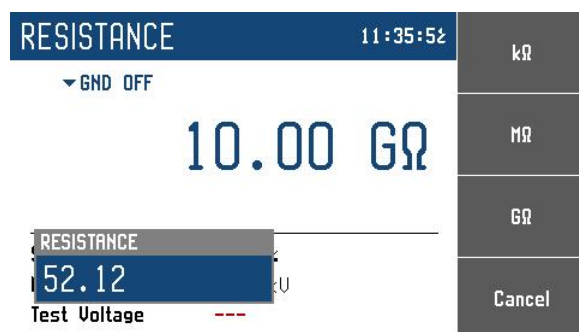 RESISTANCE 11:35:52
GND OFF
10.00 GΩ
RESISTANCE
52.12
Test Voltage ---
kΩ
MΩ
GΩ
Cancel